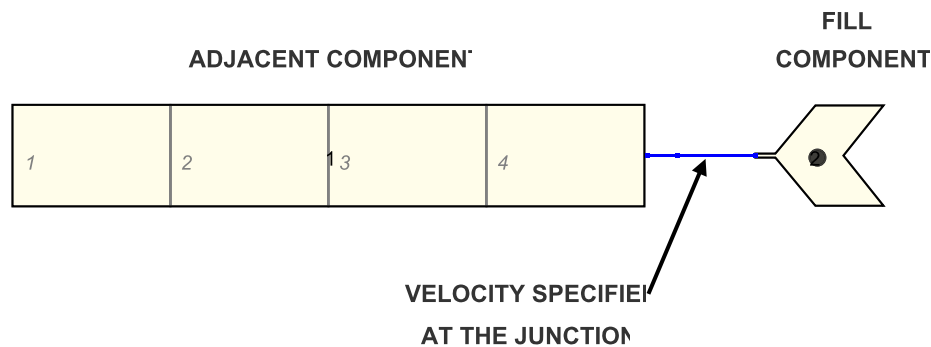 FILL
ADJACENT COMPONENT
COMPONENT
1
2
1
3
4
2
VELOCITY SPECIFIED
AT THE JUNCTION